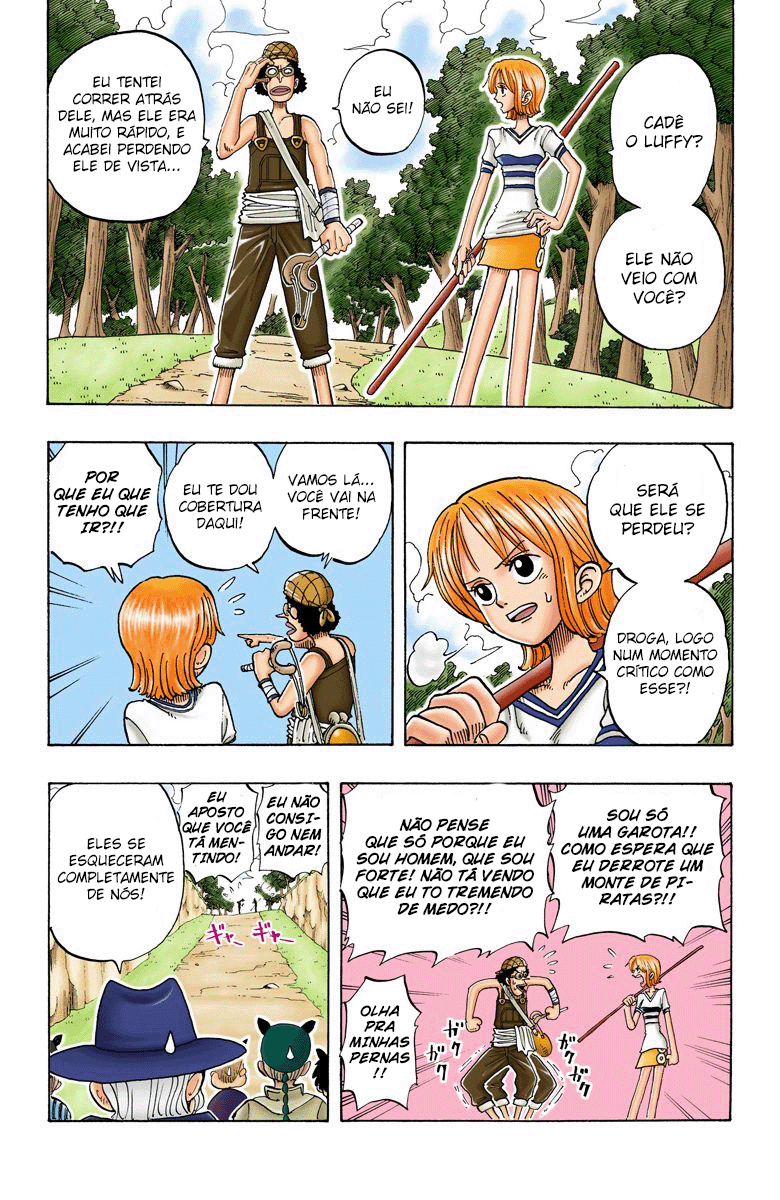 CADÊ
O LUFFY?
ELE NÃO
VEIO COM
VOCÊ?
EU
NÃO SEI!
EU TENTEI
CORRER ATRÁS
DELE, MAS ELE ERA
MUITO RÁPIDO, E
ACABEI PERDENDO
ELE DE VISTA...
SERÁ
QUE ELE SE
PERDEU?
DROGA, LOGO
NUM MOMENTO
CRÍTICO COMO
ESSE?!
VAMOS LÁ...
VOCÊ VAI NA
FRENTE!
EU TE DOU
COBERTURA
DAQUI!
POR
QUE EU QUE
TENHO QUE
IR?!!
SOU SÓ
UMA GAROTA!!
COMO ESPERA QUE
EU DERROTE UM
MONTE DE PI-
RATAS?!!
NÃO PENSE
QUE SÓ PORQUE EU
SOU HOMEM, QUE SOU
FORTE! NÃO TÁ VENDO
QUE EU TO TREMENDO
DE MEDO?!!
OLHA
PRA
MINHAS
PERNAS
!!
ガク
ガク
ガク
ガク
EU NÃO
CONSI-
GO NEM
ANDAR!
EU
APOSTO
QUE VOCÊ
TÁ MEN-
TINDO!
ギャー
ギャー
ELES SE
ESQUECERAM
COMPLETAMENTE
DE NÓS!